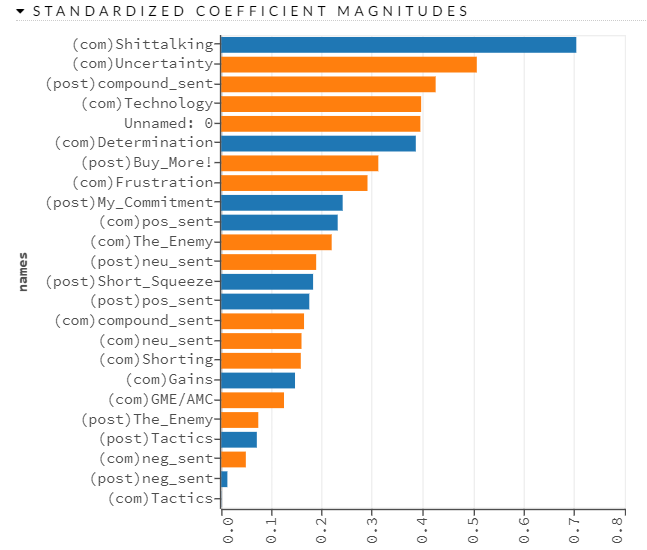 STANDARDIZED COEFFICIENT MAGNITUDES
(com)Shittalking
(com)Uncertainty
(post)compound_sent
(com)Technology
Unnamed: 0
(com)Determination
(post)Buy_More!
(com)Frustration
(post)My_Commitment
(com)pos_sent
(com)The_Enemy
(post)neu_sent
(post)Short_Squeeze
(post)pos_sent
(com)compound_sent
(com)neu_sent
(com)Shorting
(com)Gains
(com)GME/AMC
(post)The_Enemy
(post)Tactics
(com)neg_sent
(post)neg_sent
(com)Tactics
names
0.0
0.1
0.2
0.3
0.4
0.5
0.6
0.7
0.8